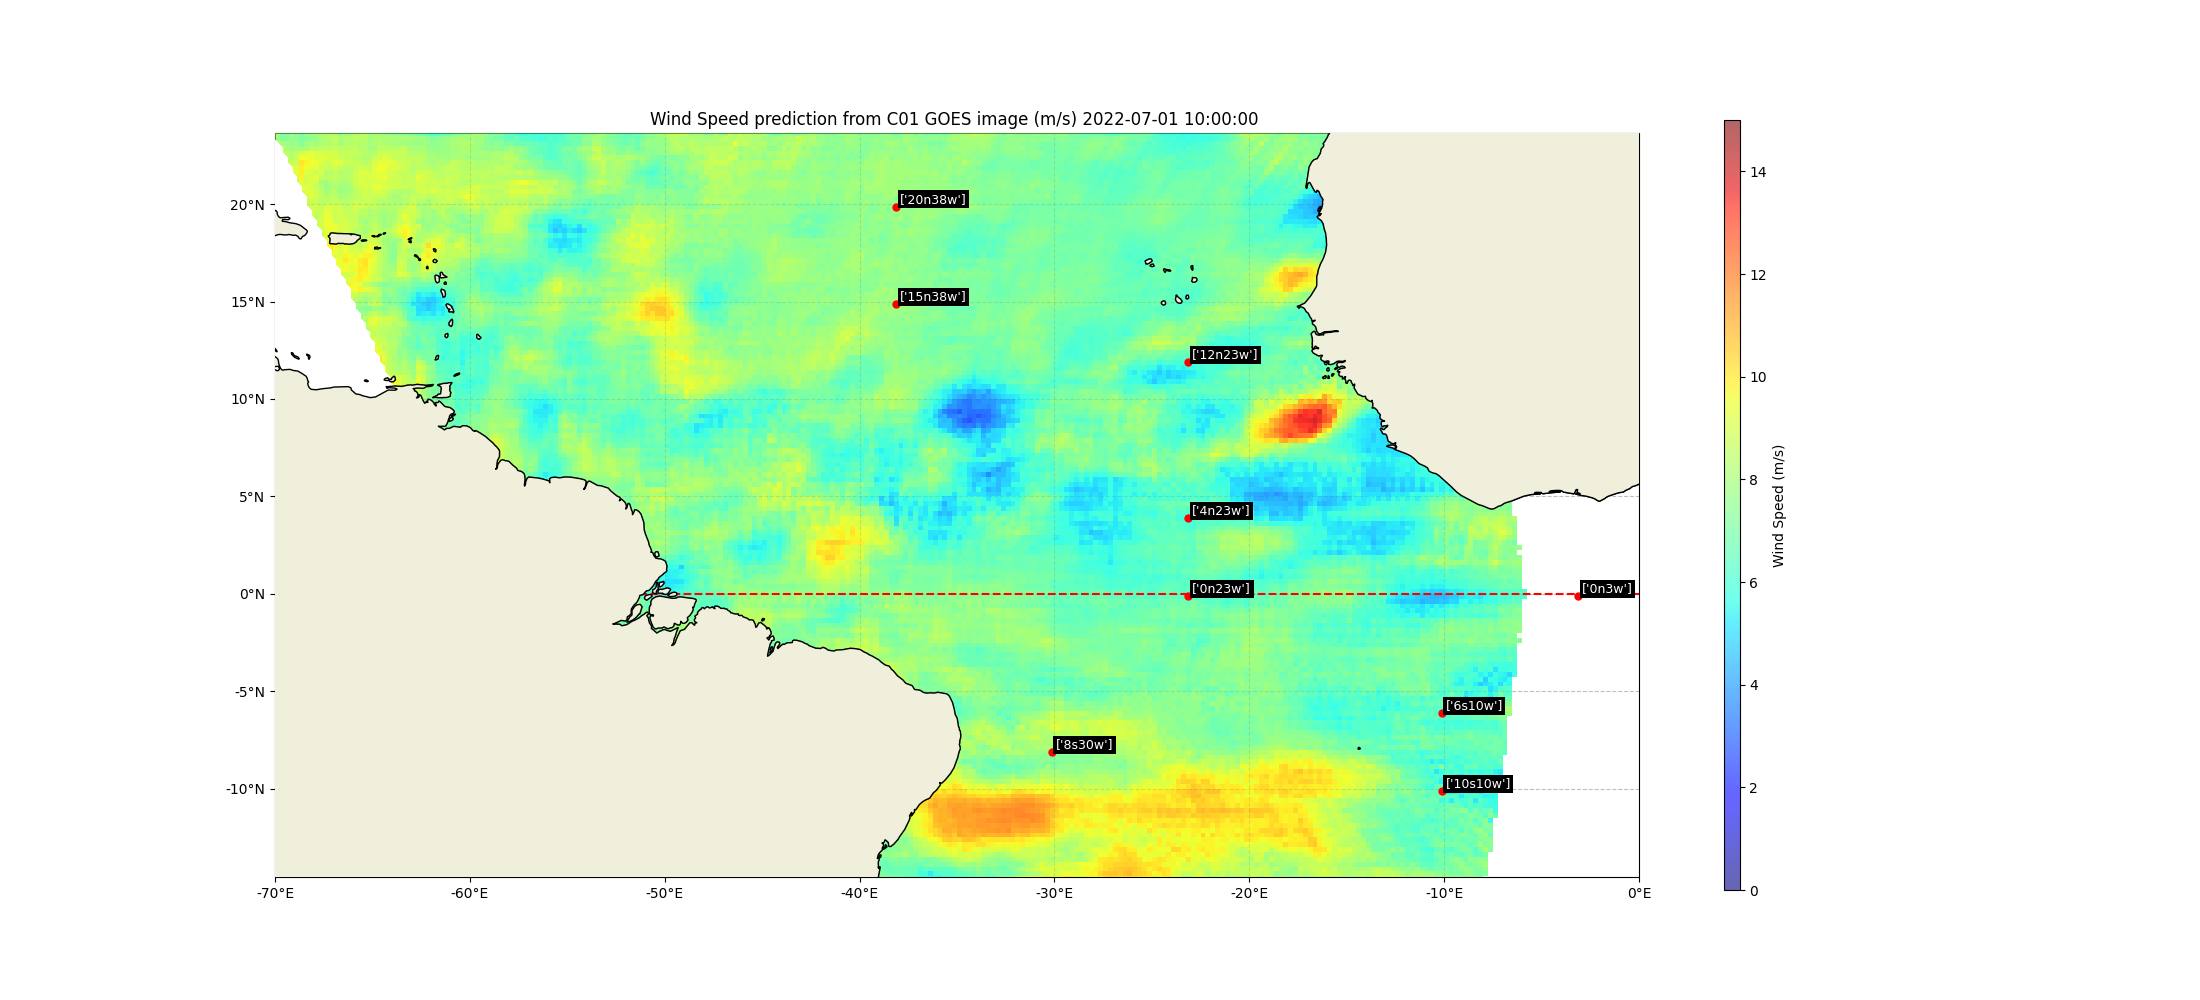 Wind Speed prediction from C01 GOES image (m/s) 2022-07-01 10:00:00
20°N
15°N
10°N
5°N
0°N
-5°N
-10°N
-70°E
-60°E
-50°E
-40°E
-30°E
-20°E
-10°E
0°E
['20n38w']
['15n38w']
['12n23w']
['4n23w']
['0n23w']
['0n3w']
['6s10w']
['8s30w']
['10s10w']
14
12
10
8
6
4
2
0
Wind Speed (m/s)